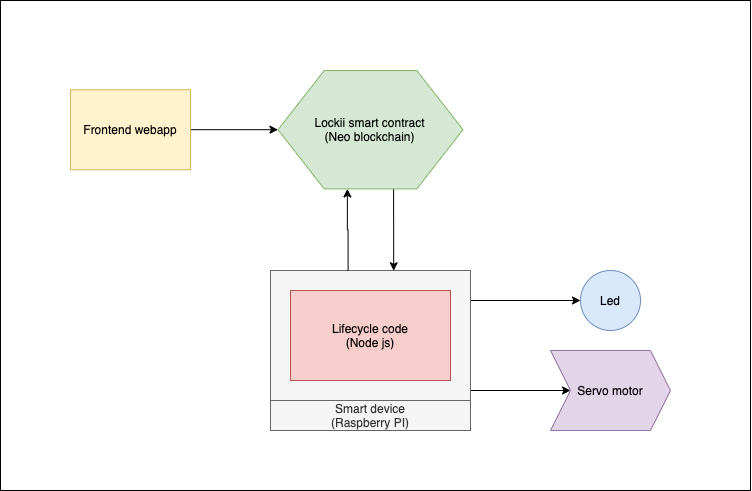 Frontend webapp
Lockii smart contract
(Neo blockchain)
Lifecycle code
(Node js)
Smart device
(Raspberry PI)
Led
Servo motor